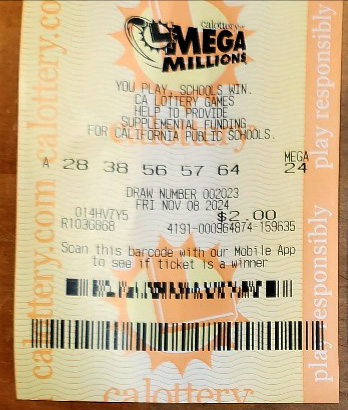 calottery
MEGA
MILLIONS
YOU PLAY, SCHOOLS WIN.
CA LOTTERY GAMES
HELP TO PROVIDE
SUPPLEMENTAL FUNDING
FOR CALIFORNIA PUBLIC SCHOOLS.
MEGA
A 28 38 56 57 64 24
DRAW NUMBER 002023
FRI NOV 08 2024
014HV7Y5 $2.00
R1036868 4191-000964874-159635
Scan this barcode with our Mobile App
to see if ticket is a winner
calottery
calottery.com calottery.co
play responsibly
play responsibly